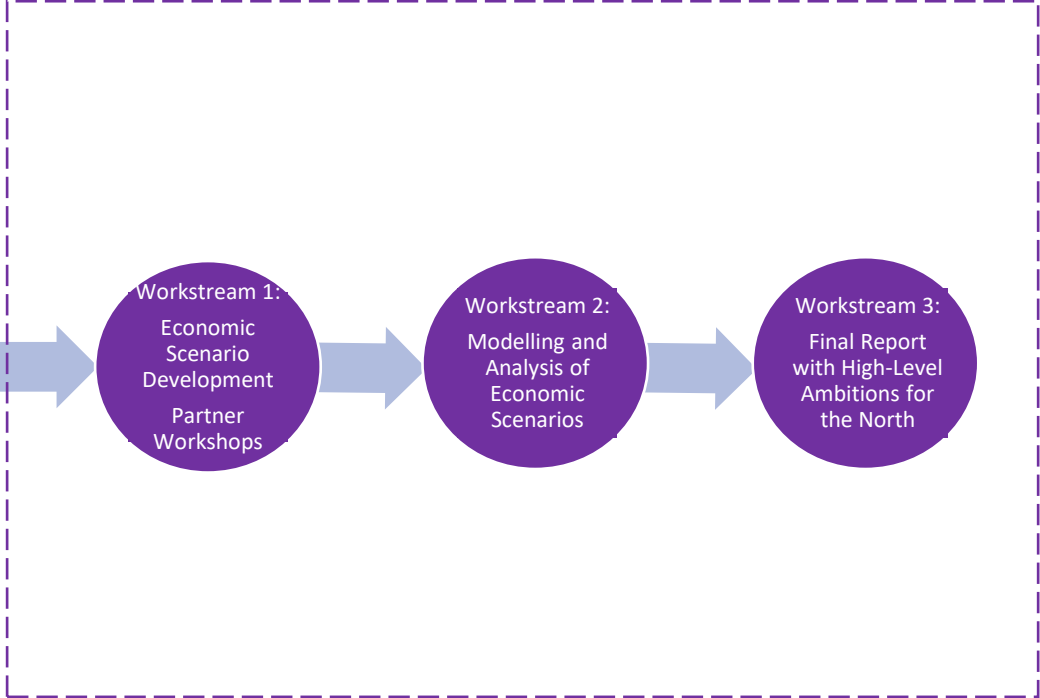 Workstream 1:
Economic
Scenario
Development
Partner
Workshops
Workstream 2:
Modelling and
Analysis of
Economic
Scenarios
Workstream 3:
Final Report
with High-Level
Ambitions for
the North